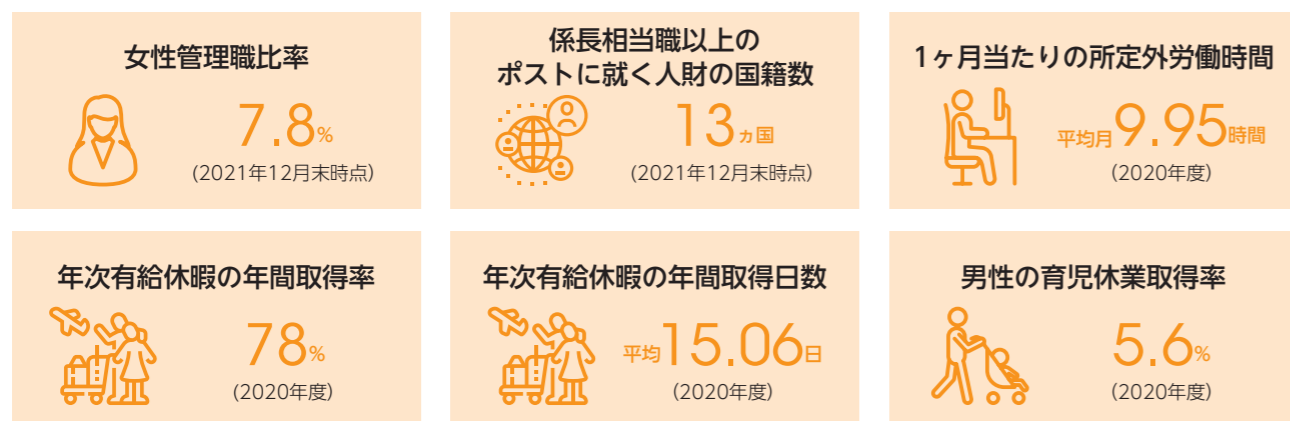 女性管理職比率
7.8%
(2021年12月末時点)
係長相当職以上の
ポストに就く人財の国籍数
13ヵ国
(2021年12月末時点)
1ヶ月当たりの所定外労働時間
平均月9.95時間
(2020年度)
年次有給休暇の年間取得率
78%
(2020年度)
年次有給休暇の年間取得日数
平均15.06日
(2020年度)
男性の育児休業取得率
5.6%
(2020年度)